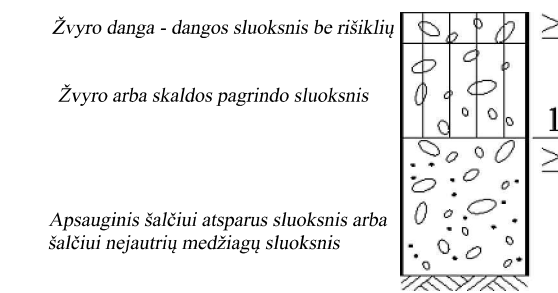 Žvyro danga - dangos sluoksnis be rišiklių
≥
Žvyro arba skaldos pagrindo sluoksnis
1
≥
Apsauginis šalčiui atsparus sluoksnis arba
šalčiui nejautrių medžiagų sluoksnis